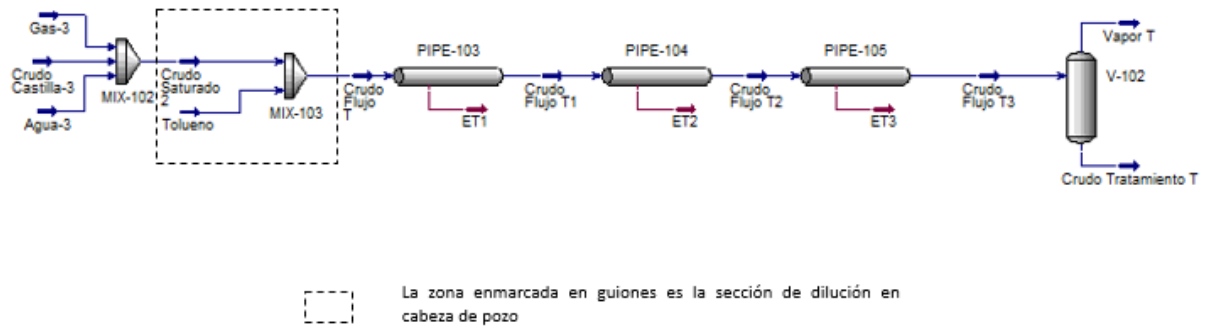 Gas-3
Crudo
Castilla-3
Agua-3
MIX-102
Crudo
Saturado
2
Tolueno
MIX-103
Crudo
Flujo
T
PIPE-103
ET1
Crudo
Flujo T1
PIPE-104
ET2
Crudo
Flujo T2
PIPE-105
ET3
Crudo
Flujo T3
Vapor T
V-102
Crudo Tratamiento T
La zona enmarcada en guiones es la sección de dilución en
cabeza de pozo